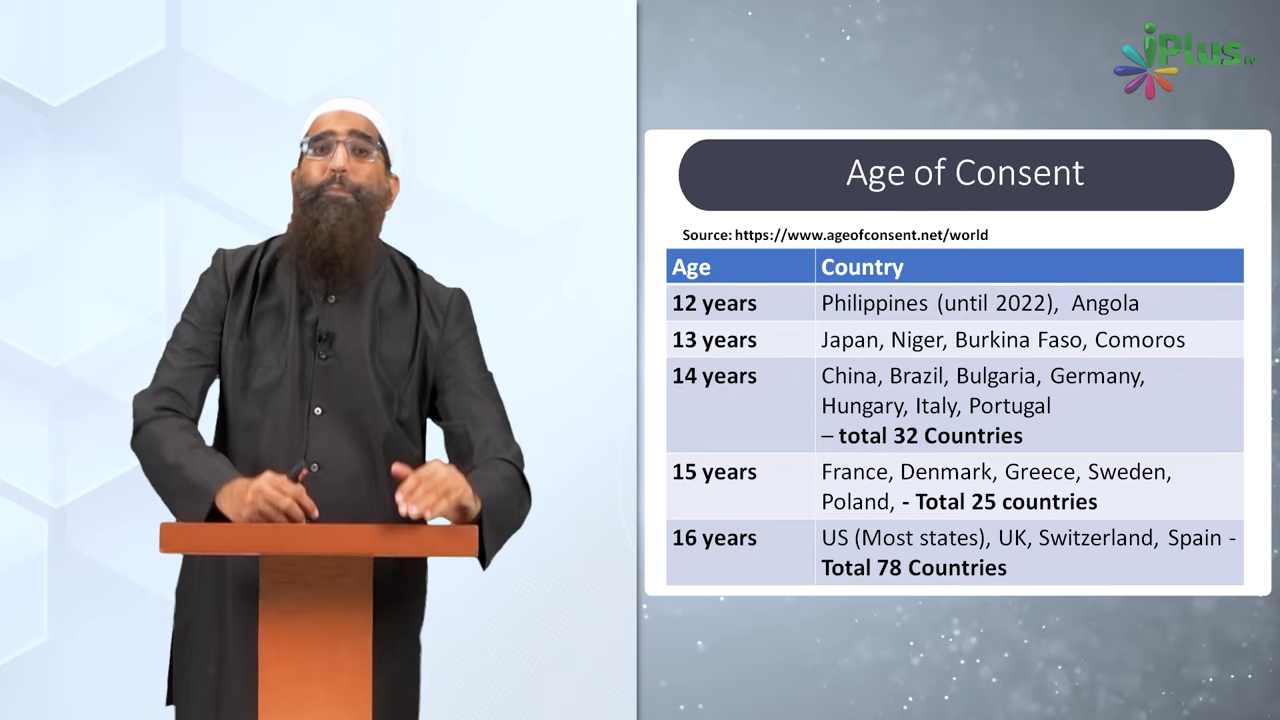 iPlus tv
Age of Consent
Source: https://www.ageofconsent.net/world
Age Country
12 years Philippines (until 2022), Angola
13 years Japan, Niger, Burkina Faso, Comoros
14 years China, Brazil, Bulgaria, Germany,
Hungary, Italy, Portugal
– total 32 Countries
15 years France, Denmark, Greece, Sweden,
Poland, - Total 25 countries
16 years US (Most states), UK, Switzerland, Spain -
Total 78 Countries